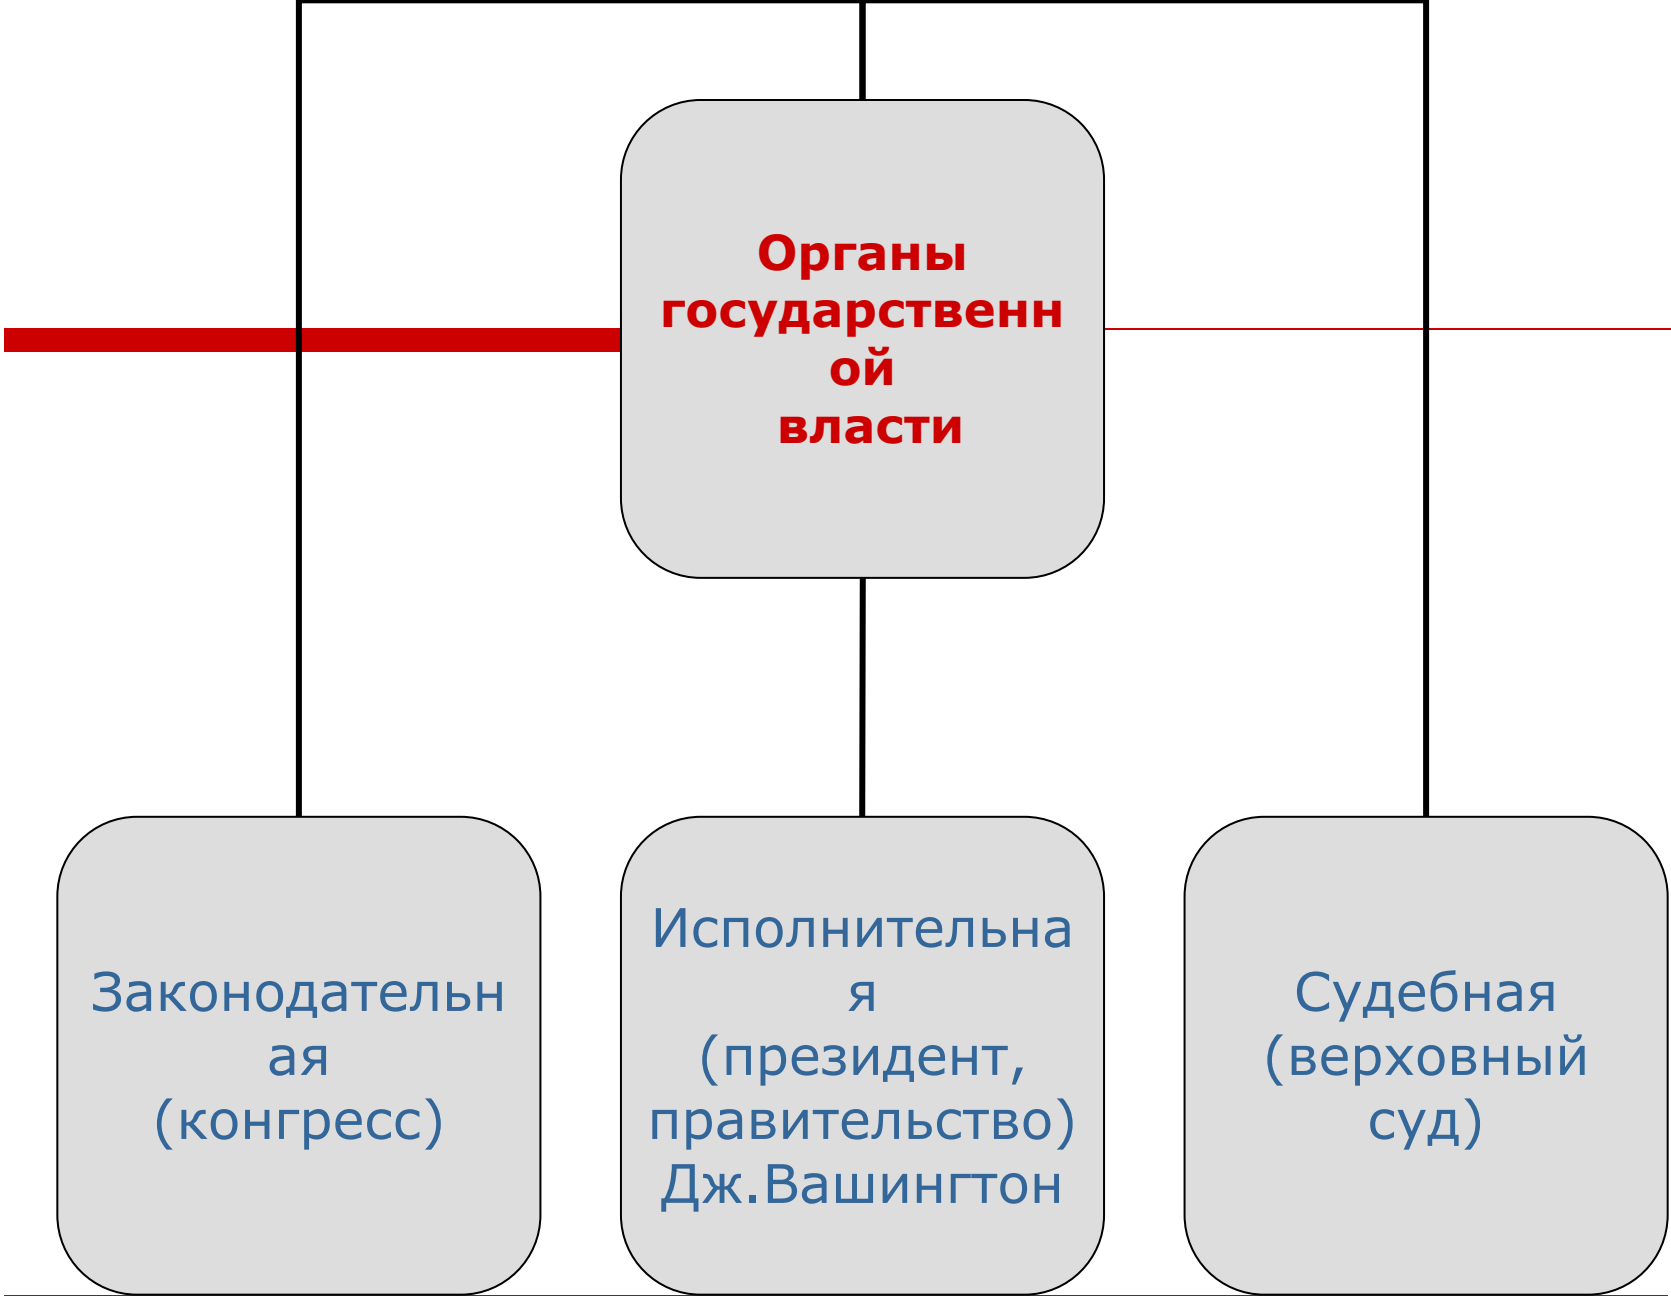 Органы
государственн
ой
власти
Законодательн
ая
(конгресс)
Исполнительна
я
(президент,
правительство)
Дж.Вашингтон
Судебная
(верховный
суд)